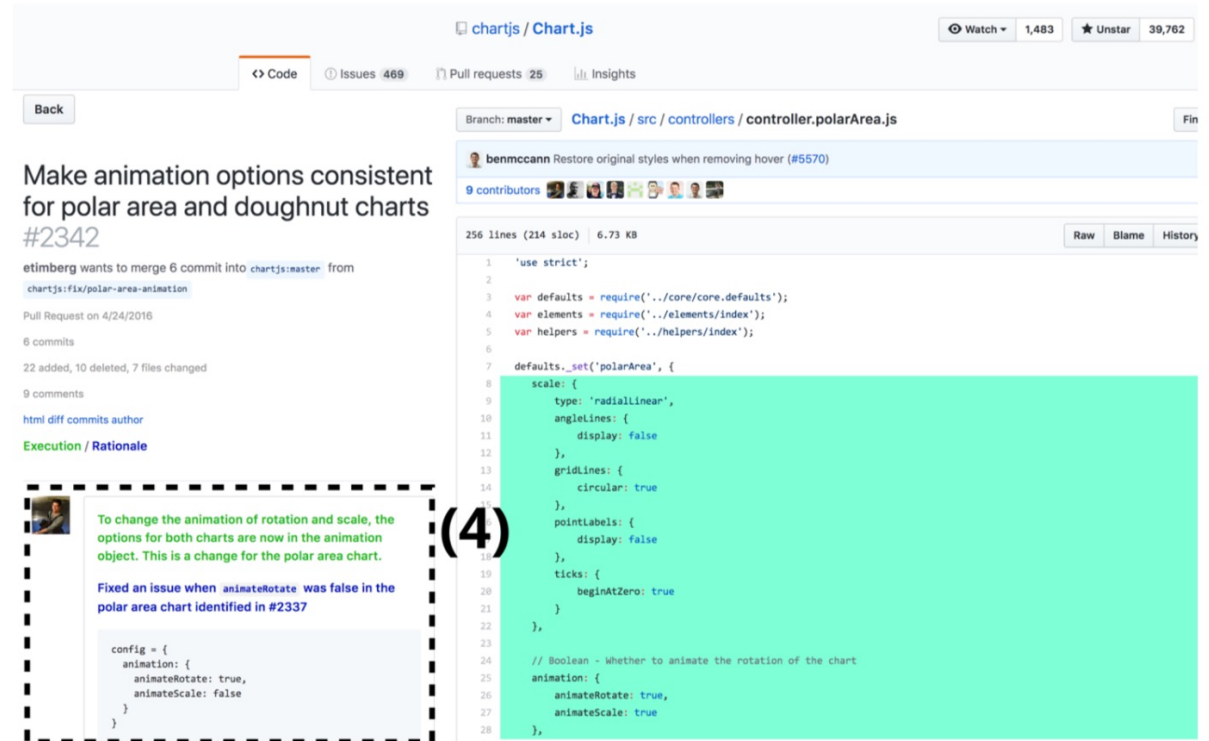 chartjs / Chart.js
Watch 1,483 Unstar 39,762
Code Issues 469 Pull requests 25 Insights
Back
Make animation options consistent
for polar area and doughnut charts
#2342
etimberg wants to merge 6 commit into chartjs:master from
chartjs:fix/polar-area-animation
Pull Request on 4/24/2016
6 commits
22 added, 10 deleted, 7 files changed
9 comments
html diff commits author
Execution / Rationale
To change the animation of rotation and scale, the
options for both charts are now in the animation
object. This is a change for the polar area chart.
Fixed an issue when animateRotate was false in the
polar area chart identified in #2337
config = {
animation: {
animateRotate: true,
animateScale: false
}
}
(4)
Branch: master Chart.js / src / controllers / controller.polarArea.js
benmccann Restore original styles when removing hover (#5570)
9 contributors
256 lines (214 sloc) 6.73 KB
Raw Blame History
1 'use strict';
2
3 var defaults = require('../core/core.defaults');
4 var elements = require('../elements/index');
5 var helpers = require('../helpers/index');
6
7 defaults._set('polarArea', {
8 scale: {
9 type: 'radialLinear',
10 angleLines: {
11 display: false
12 },
13 gridLines: {
14 circular: true
},
pointLabels: {
display: false
18 },
19 ticks: {
20 beginAtZero: true
21 }
22 },
23
24 // Boolean - Whether to animate the rotation of the chart
25 animation: {
26 animateRotate: true,
27 animateScale: true
28 },